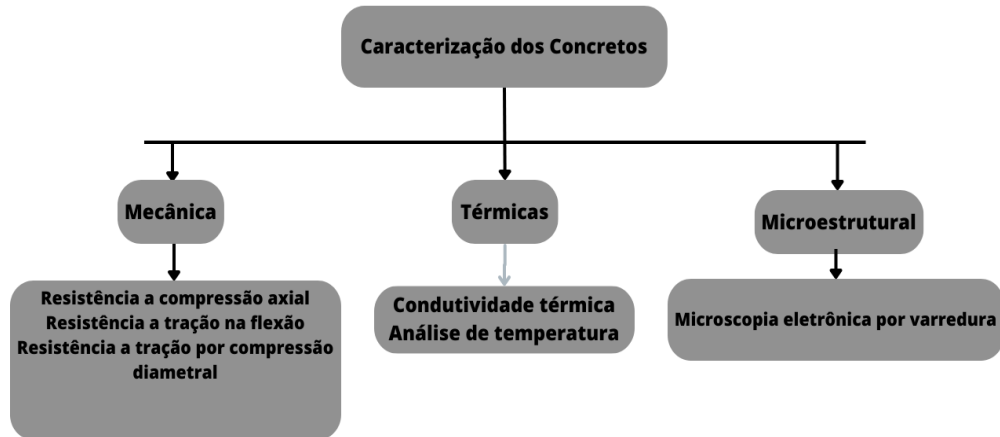 Caracterização dos Concretos
Mecânica
Térmicas
Microestrutural
Resistência a compressão axial
Resistência a tração na flexão
Resistência a tração por compressão
diametral
Condutividade térmica
Análise de temperatura
Microscopia eletrônica por varredura